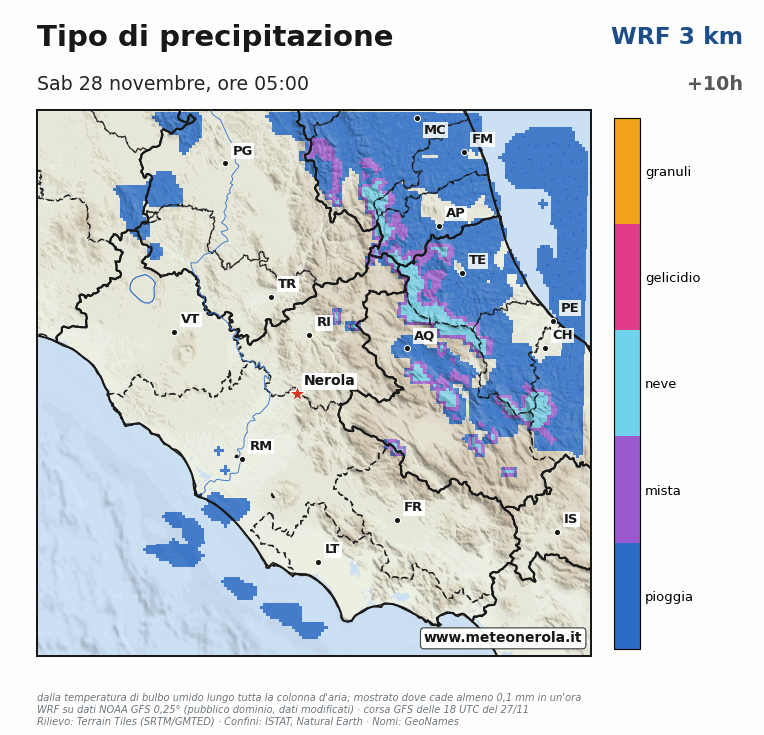 Tipo di precipitazione
WRF 3 km
Sab 28 novembre, ore 05:00
+10h
MC
FM
PG
AP
TE
TR
PE
VT
RI
AQ
CH
Nerola
RM
FR
IS
LT
www.meteonerola.it
granuli
gelicidio
neve
mista
pioggia
dalla temperatura di bulbo umido lungo tutta la colonna d'aria; mostrato dove cade almeno 0,1 mm in un'ora
WRF su dati NOAA GFS 0,25° (pubblico dominio, dati modificati) · corsa GFS delle 18 UTC del 27/11
Rilievo: Terrain Tiles (SRTM/GMTED) · Confini: ISTAT, Natural Earth · Nomi: GeoNames